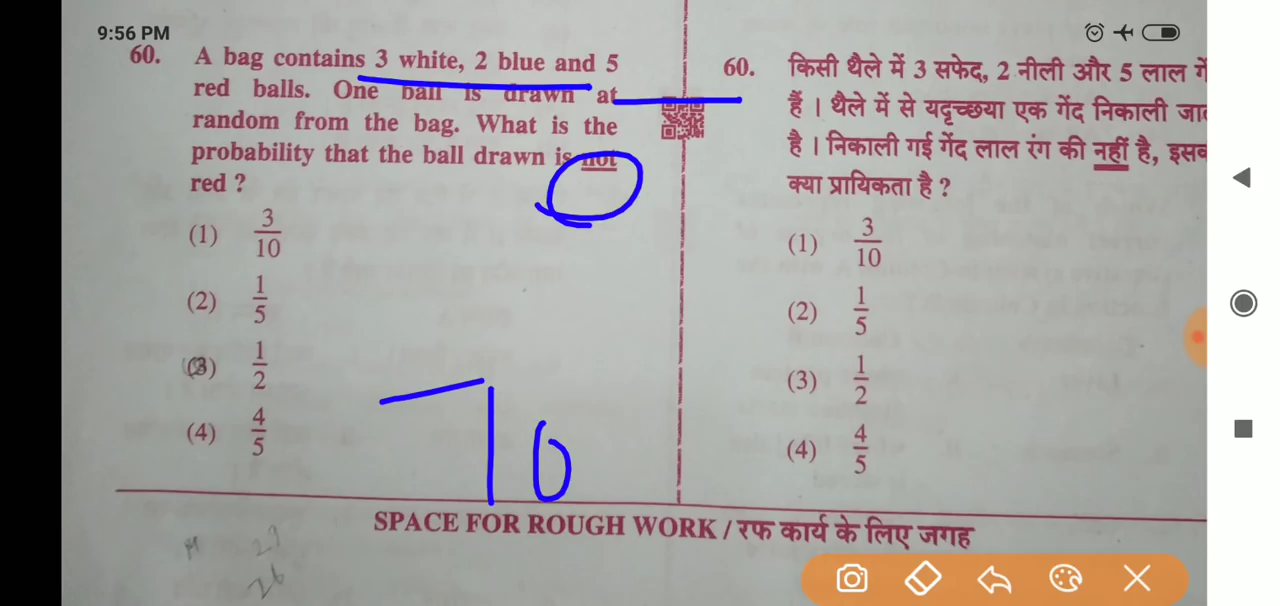 9:56 PM
60. A bag contains 3 white, 2 blue and 5
red balls. One ball is drawn at
random from the bag. What is the
probability that the ball drawn is not
red ?
(1) 3/10
(2) 1/5
(3) 1/2
(4) 4/5
10
60. किसी थैले में 3 सफेद, 2 नीली और 5 लाल गें
हैं । थैले में से यदृच्छया एक गेंद निकाली जात
है । निकाली गई गेंद लाल रंग की नहीं है, इसक
क्या प्रायिकता है ?
(1) 3/10
(2) 1/5
(3) 1/2
(4) 4/5
SPACE FOR ROUGH WORK / रफ कार्य के लिए जगह
27
26